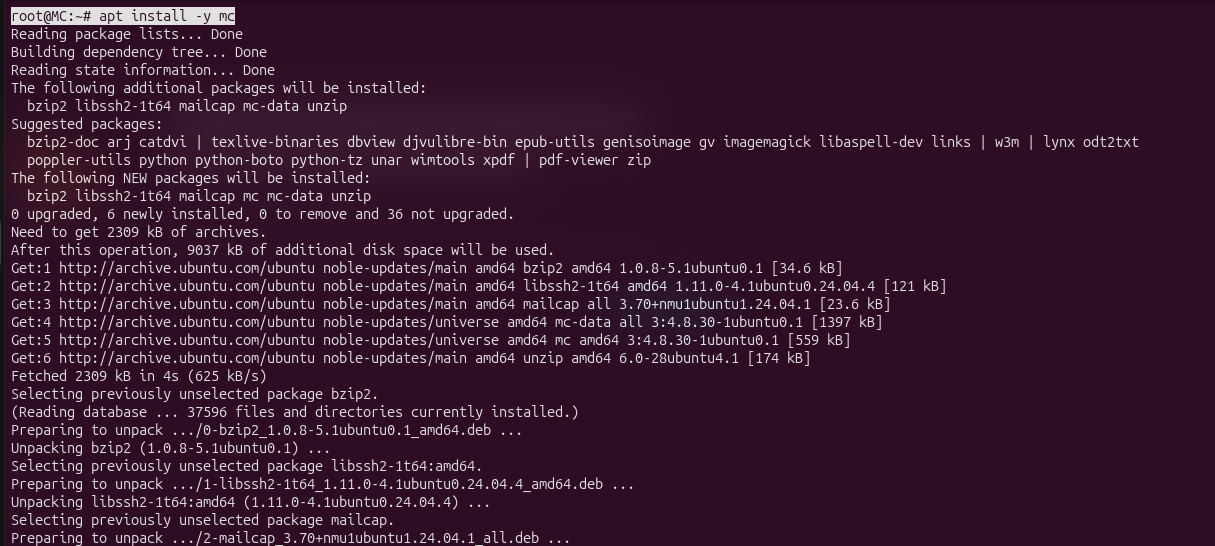 root@MC:~# apt install -y mc
Reading package lists... Done
Building dependency tree... Done
Reading state information... Done
The following additional packages will be installed:
  bzip2 libssh2-1t64 mailcap mc-data unzip
Suggested packages:
  bzip2-doc arj catdvi | texlive-binaries dbview djvulibre-bin epub-utils genisoimage gv imagemagick libaspell-dev links | w3m | lynx odt2txt
  poppler-utils python python-boto python-tz unar wimtools xpdf | pdf-viewer zip
The following NEW packages will be installed:
  bzip2 libssh2-1t64 mailcap mc mc-data unzip
0 upgraded, 6 newly installed, 0 to remove and 36 not upgraded.
Need to get 2309 kB of archives.
After this operation, 9037 kB of additional disk space will be used.
Get:1 http://archive.ubuntu.com/ubuntu noble-updates/main amd64 bzip2 amd64 1.0.8-5.1ubuntu0.1 [34.6 kB]
Get:2 http://archive.ubuntu.com/ubuntu noble-updates/main amd64 libssh2-1t64 amd64 1.11.0-4.1ubuntu0.24.04.4 [121 kB]
Get:3 http://archive.ubuntu.com/ubuntu noble-updates/main amd64 mailcap all 3.70+nmu1ubuntu1.24.04.1 [23.6 kB]
Get:4 http://archive.ubuntu.com/ubuntu noble-updates/universe amd64 mc-data all 3:4.8.30-1ubuntu0.1 [1397 kB]
Get:5 http://archive.ubuntu.com/ubuntu noble-updates/universe amd64 mc amd64 3:4.8.30-1ubuntu0.1 [559 kB]
Get:6 http://archive.ubuntu.com/ubuntu noble-updates/main amd64 unzip amd64 6.0-28ubuntu4.1 [174 kB]
Fetched 2309 kB in 4s (625 kB/s)
Selecting previously unselected package bzip2.
(Reading database ... 37596 files and directories currently installed.)
Preparing to unpack .../0-bzip2_1.0.8-5.1ubuntu0.1_amd64.deb ...
Unpacking bzip2 (1.0.8-5.1ubuntu0.1) ...
Selecting previously unselected package libssh2-1t64:amd64.
Preparing to unpack .../1-libssh2-1t64_1.11.0-4.1ubuntu0.24.04.4_amd64.deb ...
Unpacking libssh2-1t64:amd64 (1.11.0-4.1ubuntu0.24.04.4) ...
Selecting previously unselected package mailcap.
Preparing to unpack .../2-mailcap_3.70+nmu1ubuntu1.24.04.1_all.deb ...